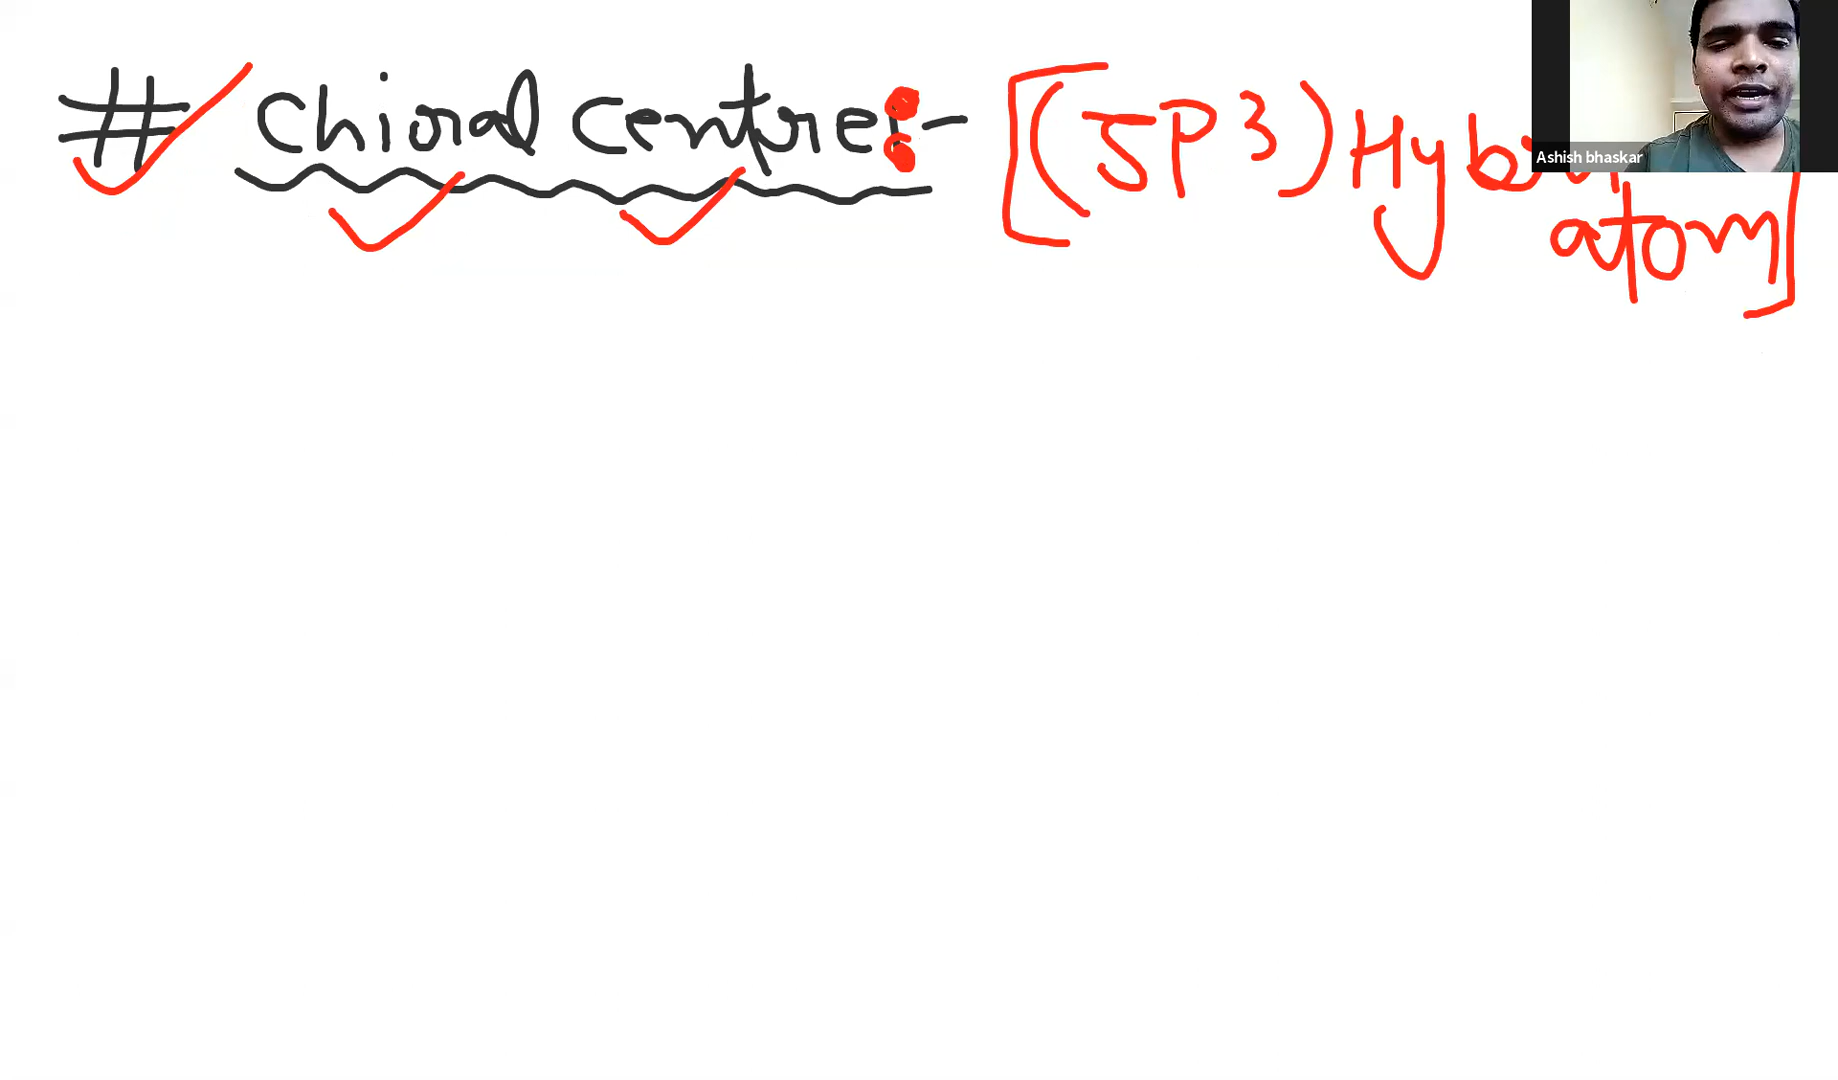 # Chiral Centre :- [(SP3) Hyb
atom]
Ashish bhaskar